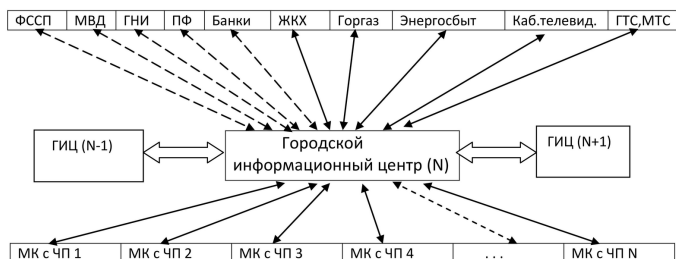 ФССП МВД ГНИ ПФ Банки ЖКХ Горгаз Энергосбыт Каб.телевид. ГТС,МТС
ГИЦ (N-1)
Городской
информационный центр (N)
ГИЦ (N+1)
МК с ЧП 1 МК с ЧП 2 МК с ЧП 3 МК с ЧП 4 . . . МК с ЧП N